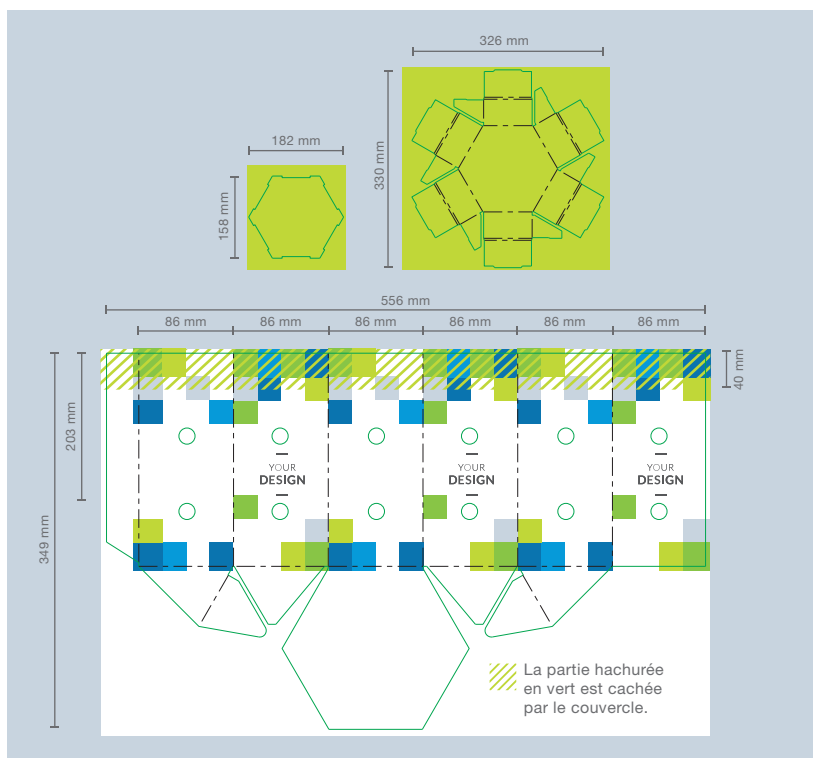 326 mm
182 mm
330 mm
158 mm
556 mm
86 mm
86 mm
86 mm
86 mm
86 mm
86 mm
40 mm
203 mm
349 mm
YOUR
DESIGN
YOUR
DESIGN
YOUR
DESIGN
La partie hachurée
en vert est cachée
par le couvercle.